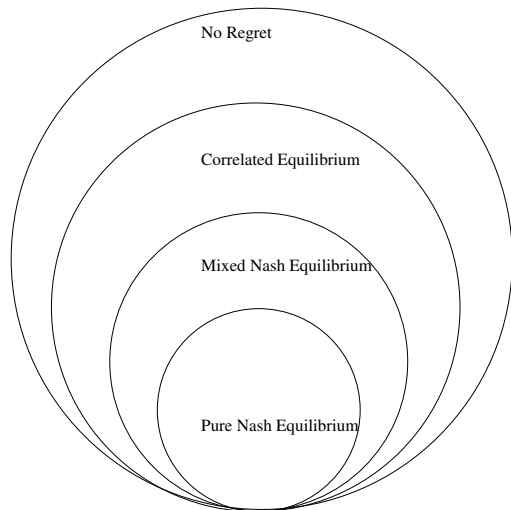 No Regret
Correlated Equilibrium
Mixed Nash Equilibrium
Pure Nash Equilibrium